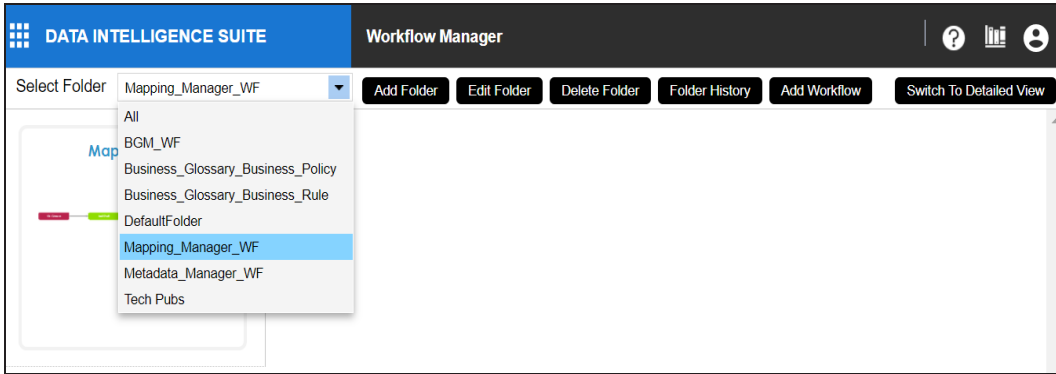 DATA INTELLIGENCE SUITE
Workflow Manager
Select Folder
Mapping_Manager_WF
Add Folder
Edit Folder
Delete Folder
Folder History
Add Workflow
Switch To Detailed View
All
BGM_WF
Business_Glossary_Business_Policy
Business_Glossary_Business_Rule
DefaultFolder
Mapping_Manager_WF
Metadata_Manager_WF
Tech Pubs
Map